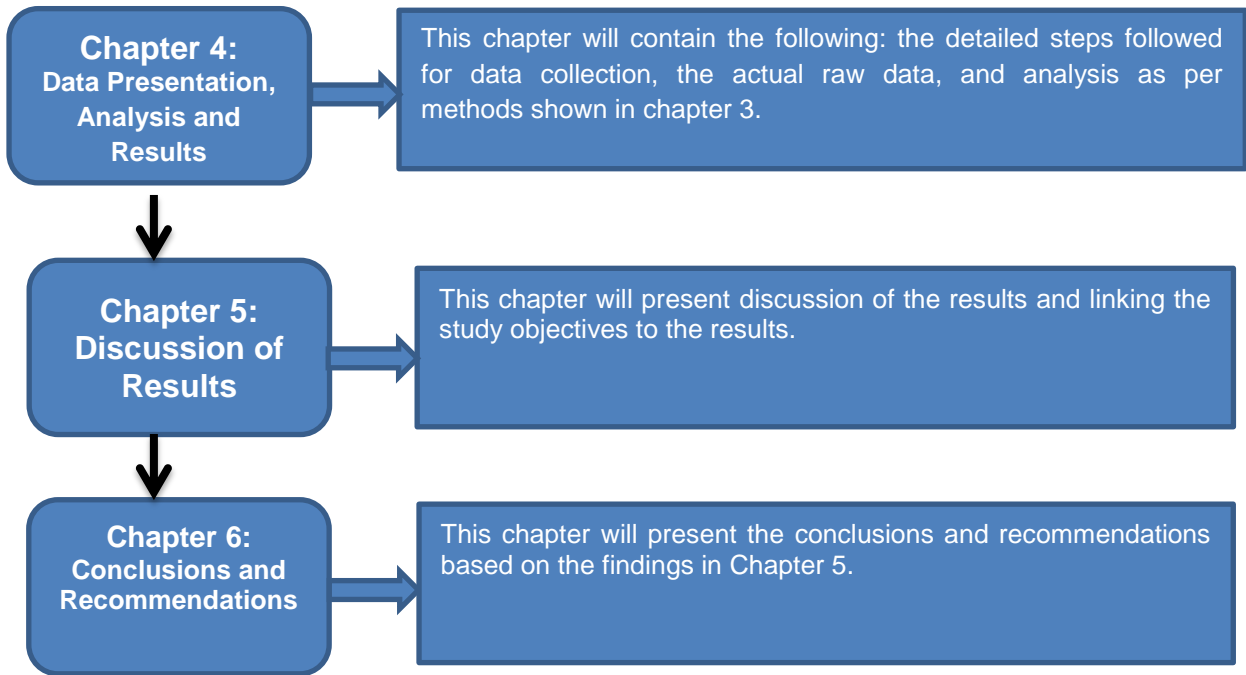 Chapter 4:
Data Presentation,
Analysis and
Results
This chapter will contain the following: the detailed steps followed
for data collection, the actual raw data, and analysis as per
methods shown in chapter 3.
Chapter 5:
Discussion of
Results
This chapter will present discussion of the results and linking the
study objectives to the results.
Chapter 6:
Conclusions and
Recommendations
This chapter will present the conclusions and recommendations
based on the findings in Chapter 5.